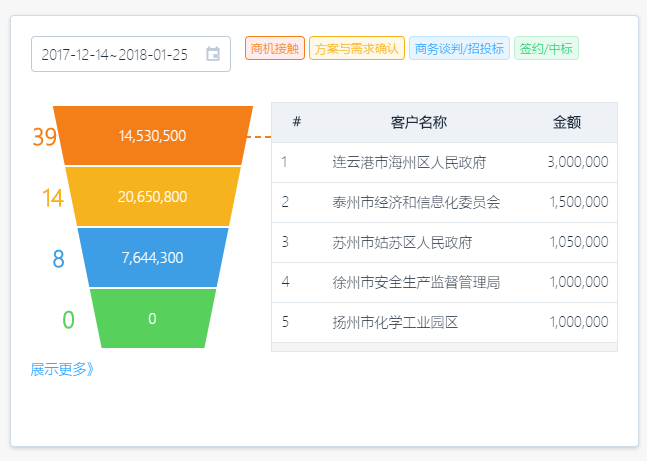 2017-12-14~2018-01-25
商机接触 方案与需求确认 商务谈判/招投标 签约/中标
39 14,530,500
14 20,650,800
8 7,644,300
0 0
展示更多》
# 客户名称 金额
1 连云港市海州区人民政府 3,000,000
2 泰州市经济和信息化委员会 1,500,000
3 苏州市姑苏区人民政府 1,050,000
4 徐州市安全生产监督管理局 1,000,000
5 扬州市化学工业园区 1,000,000